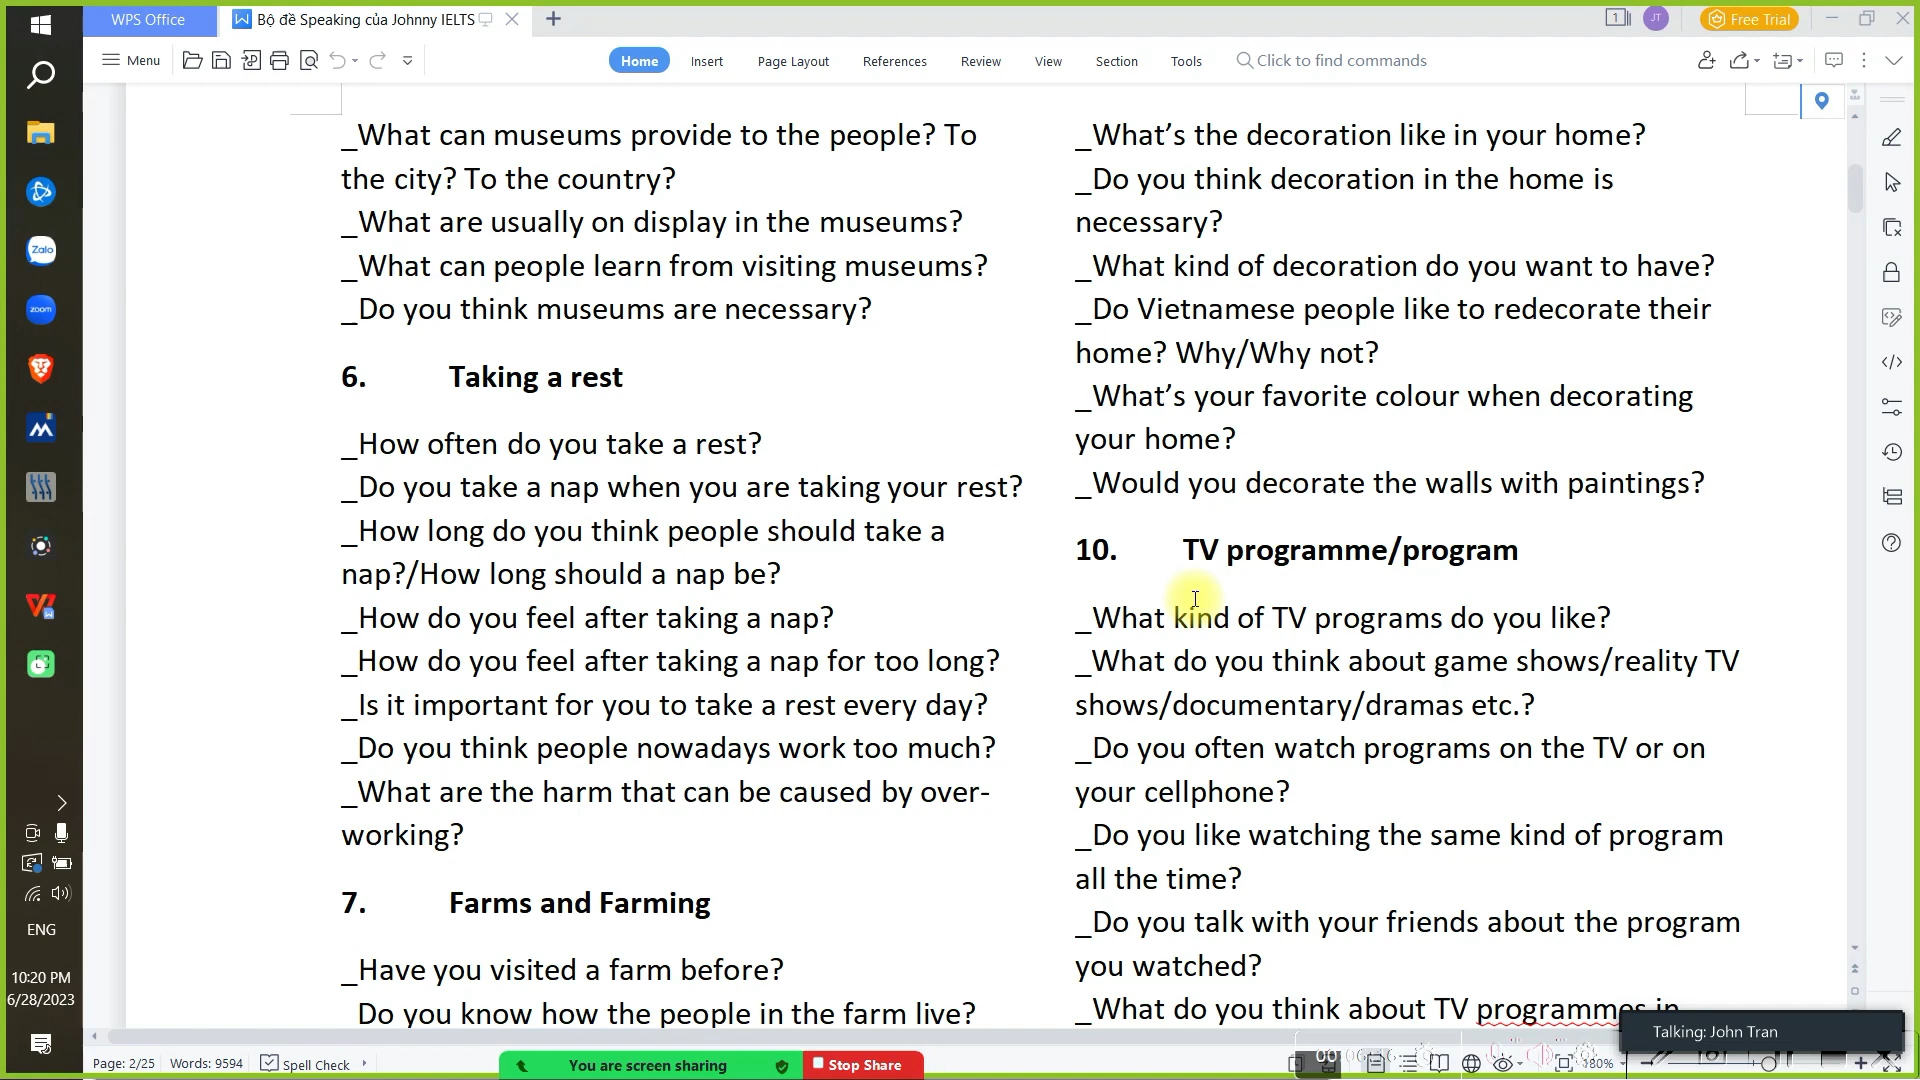 WPS Office
Bộ đề Speaking của Johnny IELTS
JT
Free Trial
Menu
Home
Insert
Page Layout
References
Review
View
Section
Tools
Click to find commands
_What can museums provide to the people? To
the city? To the country?
_What are usually on display in the museums?
_What can people learn from visiting museums?
_Do you think museums are necessary?
6. Taking a rest
_How often do you take a rest?
_Do you take a nap when you are taking your rest?
_How long do you think people should take a
nap?/How long should a nap be?
_How do you feel after taking a nap?
_How do you feel after taking a nap for too long?
_Is it important for you to take a rest every day?
_Do you think people nowadays work too much?
_What are the harm that can be caused by over-
working?
7. Farms and Farming
_Have you visited a farm before?
Do you know how the people in the farm live?
_What's the decoration like in your home?
_Do you think decoration in the home is
necessary?
_What kind of decoration do you want to have?
_Do Vietnamese people like to redecorate their
home? Why/Why not?
_What's your favorite colour when decorating
your home?
_Would you decorate the walls with paintings?
10. TV programme/program
_What kind of TV programs do you like?
_What do you think about game shows/reality TV
shows/documentary/dramas etc.?
_Do you often watch programs on the TV or on
your cellphone?
_Do you like watching the same kind of program
all the time?
_Do you talk with your friends about the program
you watched?
_What do you think about TV programmes in
Zalo
zoom
ENG
10:20 PM
6/28/2023
Page: 2/25
Words: 9594
Spell Check
You are screen sharing
Stop Share
Talking: John Tran
180%